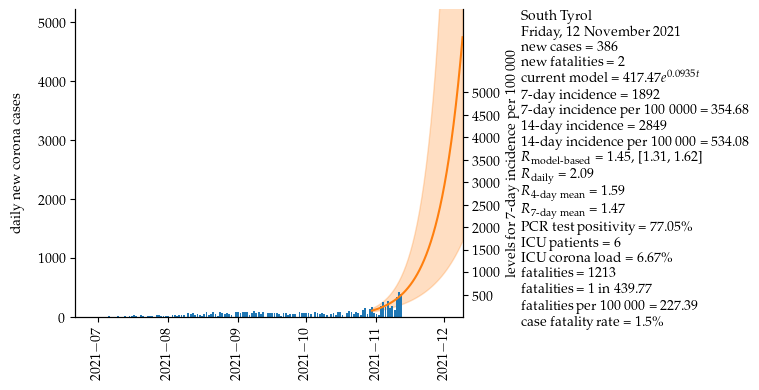 South Tyrol
Friday, 12 November 2021
new cases = 386
new fatalities = 2
current model = 417.47e^0.0935t
7-day incidence = 1892
7-day incidence per 100 0000 = 354.68
14-day incidence = 2849
14-day incidence per 100 000 = 534.08
R model-based = 1.45, [1.31, 1.62]
R daily = 2.09
R 4-day mean = 1.59
R 7-day mean = 1.47
PCR test positivity = 77.05%
ICU patients = 6
ICU corona load = 6.67%
fatalities = 1213
fatalities = 1 in 439.77
fatalities per 100 000 = 227.39
case fatality rate = 1.5%
daily new corona cases
5000
4000
3000
2000
1000
0
levels for 7-day incidence per 100 000
5000
4500
4000
3500
3000
2500
2000
1500
1000
500
2021−07
2021−08
2021−09
2021−10
2021−11
2021−12